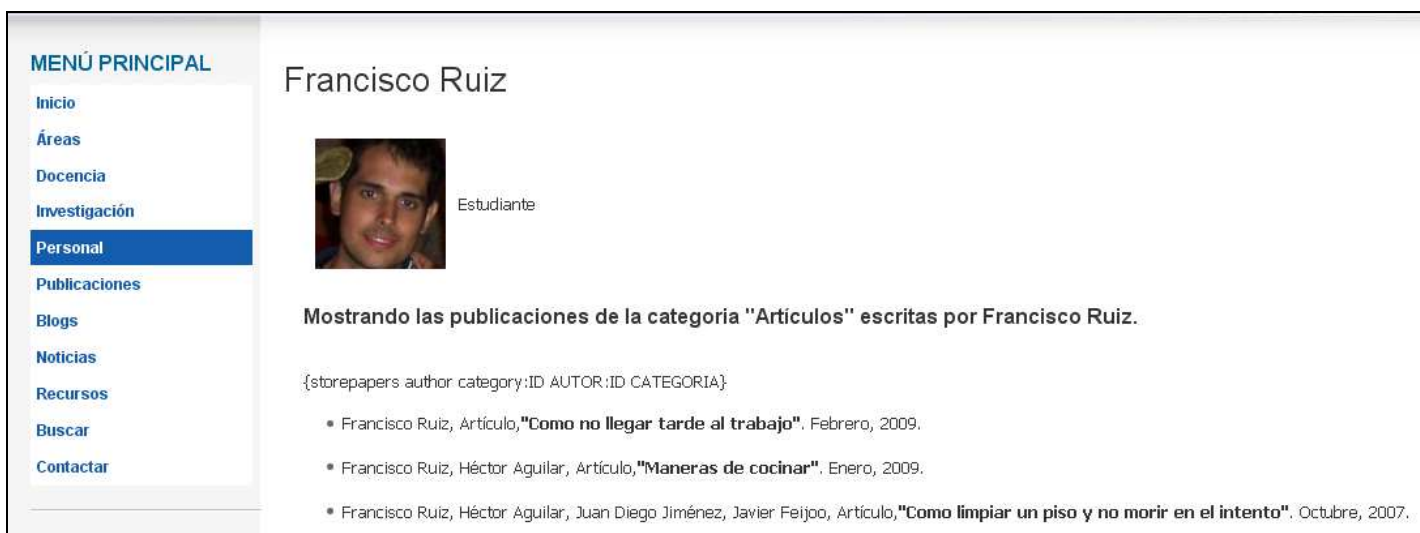 MENÚ PRINCIPAL
Inicio
Áreas
Docencia
Investigación
Personal
Publicaciones
Blogs
Noticias
Recursos
Buscar
Contactar
Francisco Ruiz
Estudiante
Mostrando las publicaciones de la categoria "Artículos" escritas por Francisco Ruiz.
{storepapers author category:ID AUTOR:ID CATEGORIA}
• Francisco Ruiz, Artículo,"Como no llegar tarde al trabajo". Febrero, 2009.
• Francisco Ruiz, Héctor Aguilar, Artículo,"Maneras de cocinar". Enero, 2009.
• Francisco Ruiz, Héctor Aguilar, Juan Diego Jiménez, Javier Feijoo, Artículo,"Como limpiar un piso y no morir en el intento". Octubre, 2007.